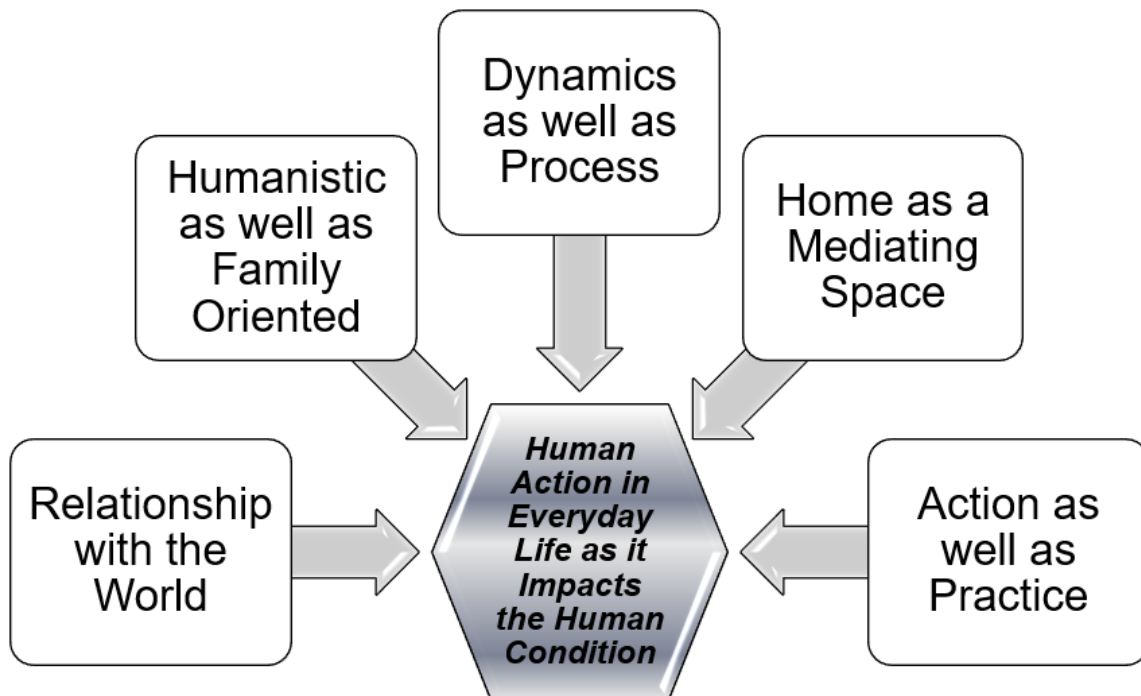 Dynamics
as well as
Process
Humanistic
as well as
Family
Oriented
Home as a
Mediating
Space
Relationship
with the
World
Human
Action in
Everyday
Life as it
Impacts
the Human
Condition
Action as
well as
Practice